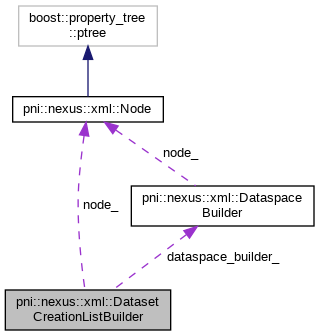 boost::property_tree
::ptree
pni::nexus::xml::Node
node_
pni::nexus::xml::Dataspace
Builder
node_
dataspace_builder_
pni::nexus::xml::Dataset
CreationListBuilder